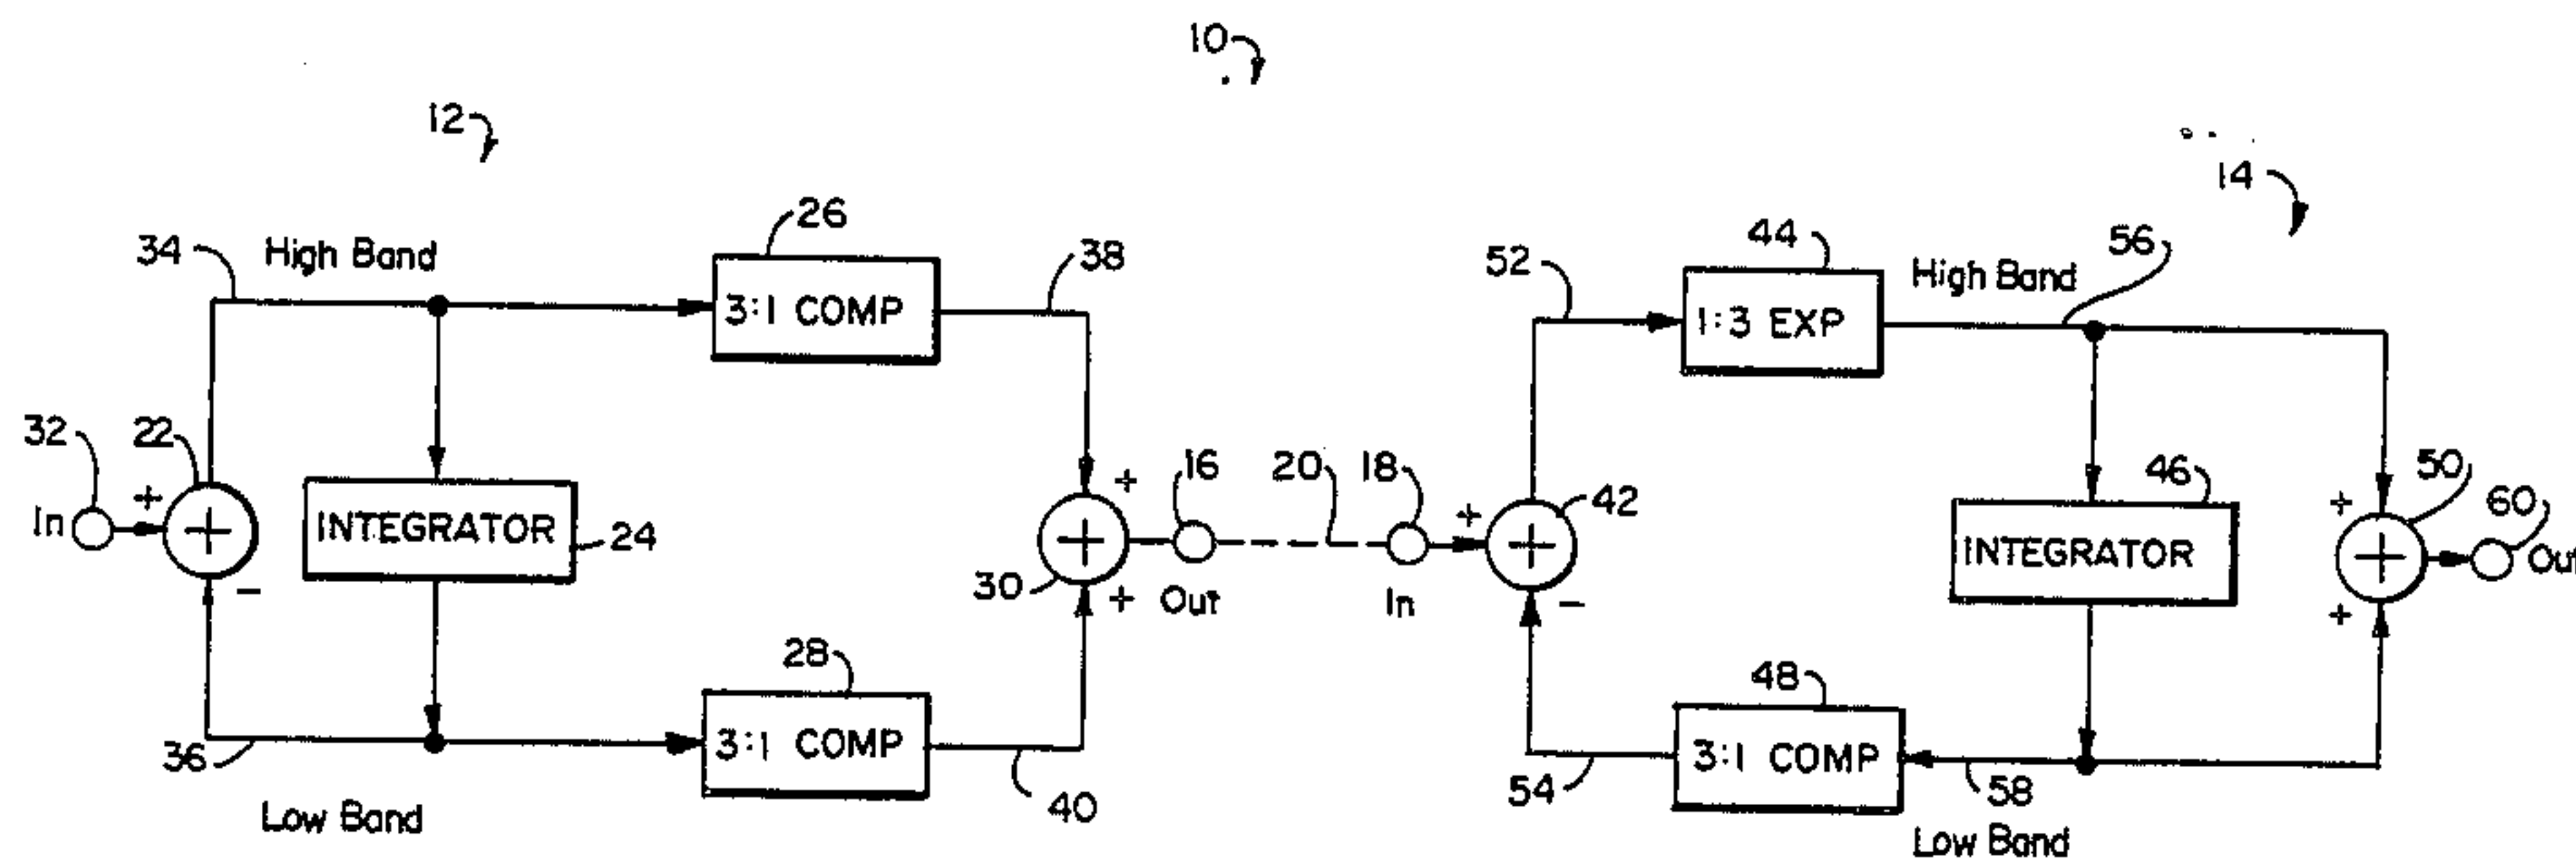 10
12
14
26
44
34
High Band
38
52
High Band
56
3:1 COMP
1:3 EXP
32
22
+
In
INTEGRATOR
24
+
16
20
18
+
42
46
50
+
60
30
INTEGRATOR
Out
-
+
Out
In
-
+
28
48
36
3:1 COMP
40
54
3:1 COMP
58
Low Band
Low Band